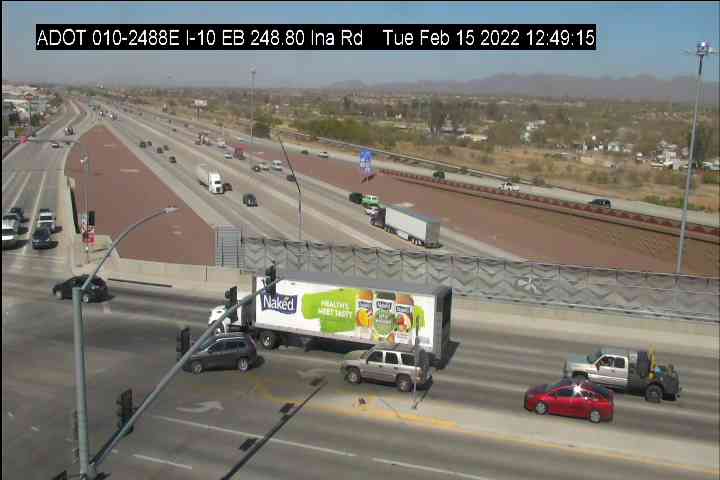 ADOT 010-2488E I-10 EB 248.80 Ina Rd Tue Feb 15 2022 12:49:15
Naked
HEALTH,
MEET TASTY